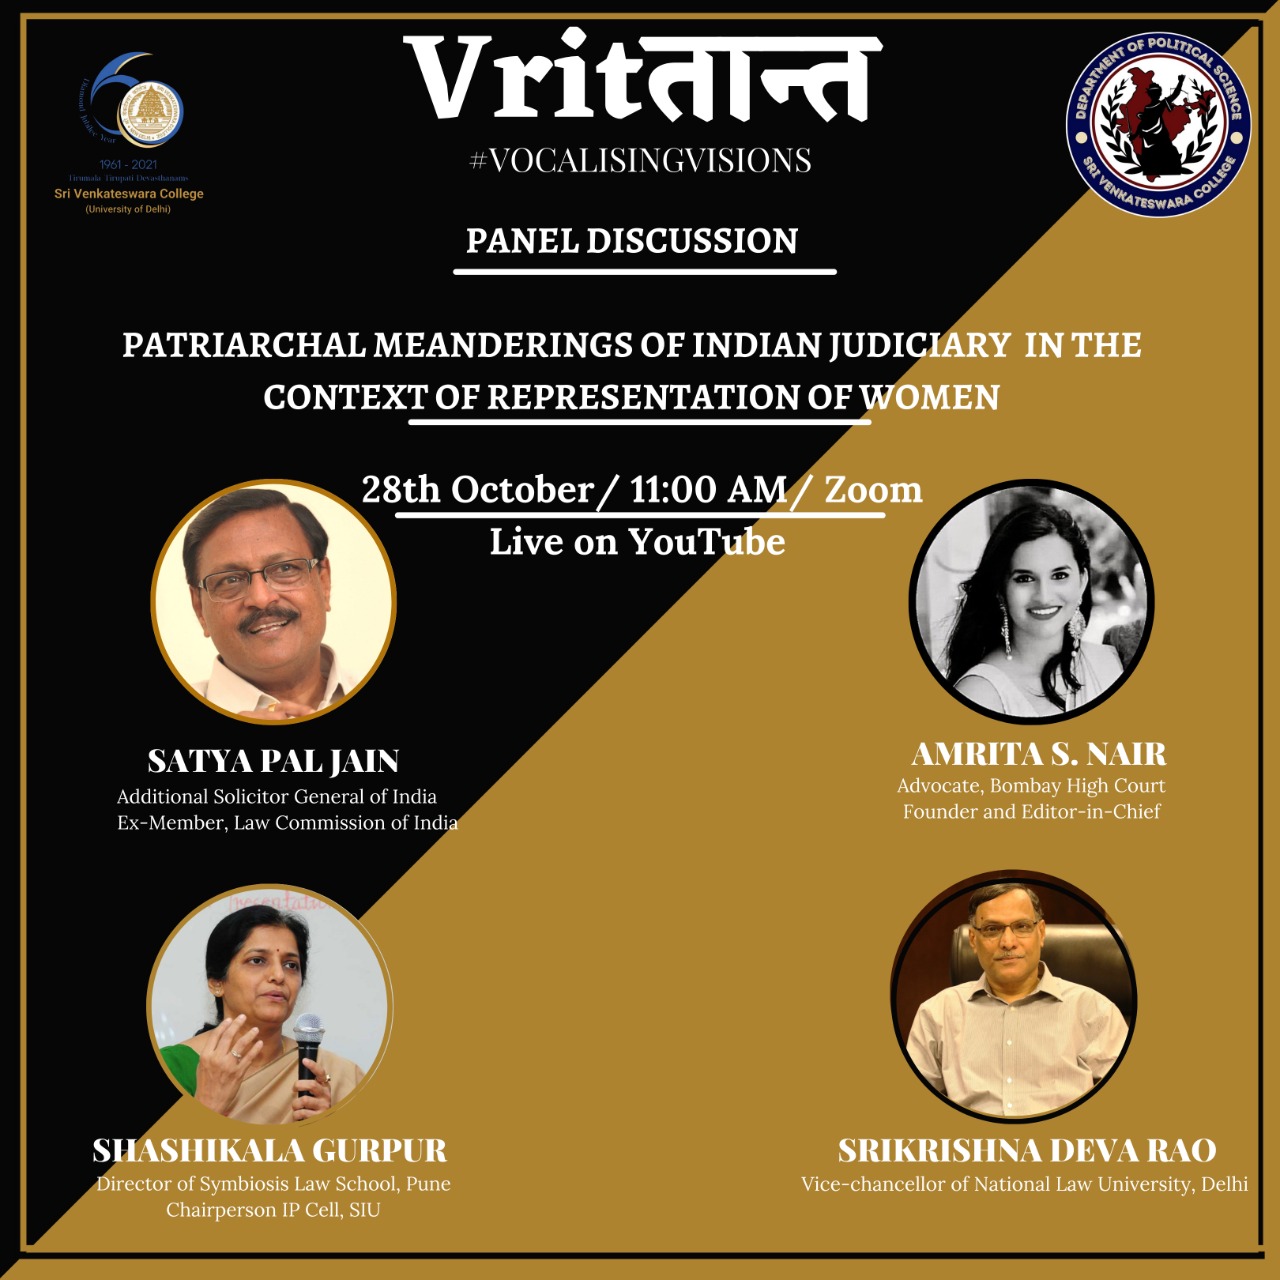 Vritतान्त
#VOCALISINGVISIONS
Diamond Jubilee Year
1961 - 2021
Tirumala Tirupati Devasthanams
Sri Venkateswara College
(University of Delhi)
DEPARTMENT OF POLITICAL SCIENCE
SRI VENKATESWARA COLLEGE
PANEL DISCUSSION
PATRIARCHAL MEANDERINGS OF INDIAN JUDICIARY IN THE
CONTEXT OF REPRESENTATION OF WOMEN
28th October/ 11:00 AM/ Zoom
Live on YouTube
SATYA PAL JAIN
Additional Solicitor General of India
Ex-Member, Law Commission of India
AMRITA S. NAIR
Advocate, Bombay High Court
Founder and Editor-in-Chief
SHASHIKALA GURPUR
Director of Symbiosis Law School, Pune
Chairperson IP Cell, SIU
SRIKRISHNA DEVA RAO
Vice-chancellor of National Law University, Delhi